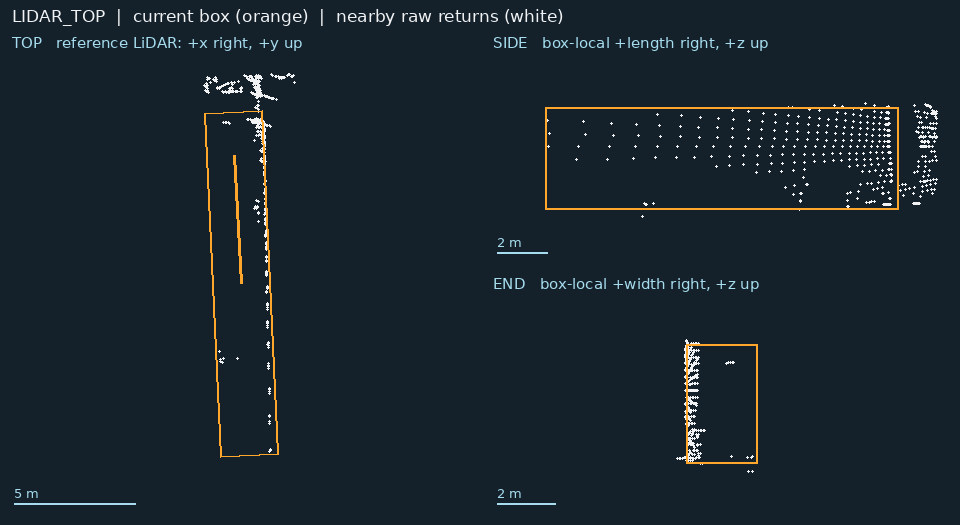 LIDAR_TOP | current box (orange) | nearby raw returns (white)
TOP reference LiDAR: +x right, +y up
SIDE box-local +length right, +z up
2 m
END box-local +width right, +z up
5 m
2 m